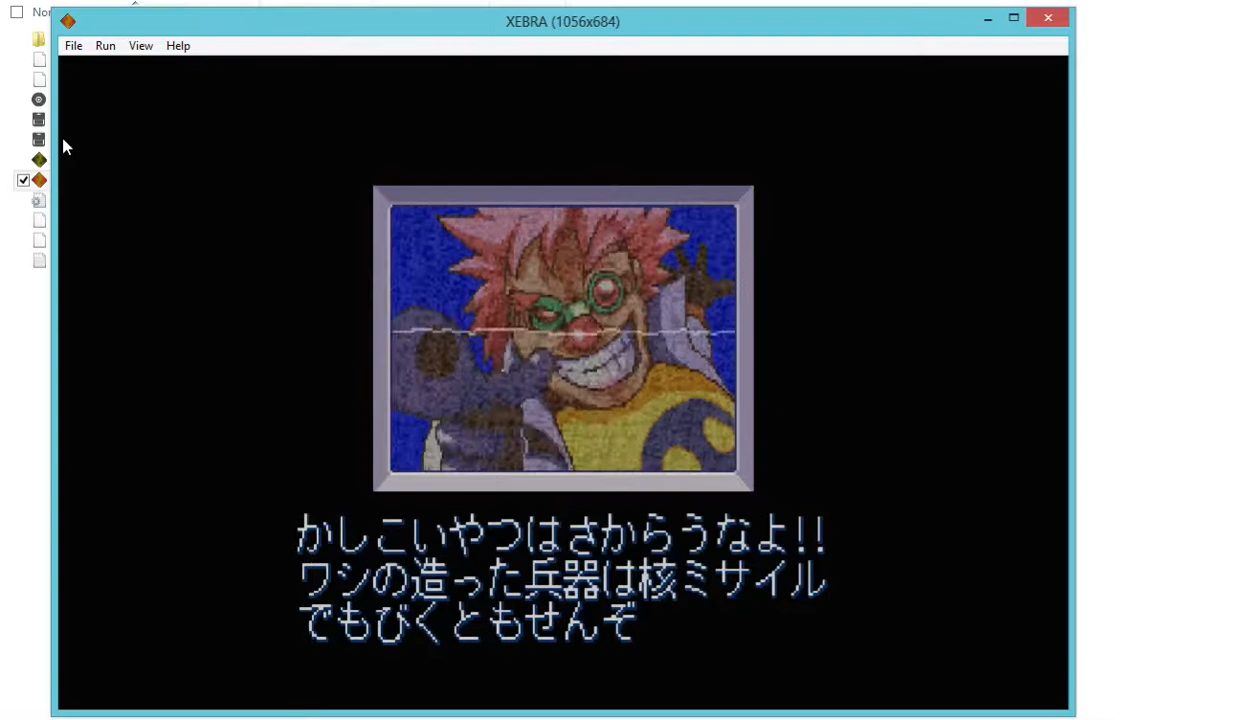 Nor
XEBRA (1056x684)
File Run View Help
かしこいやつはさからうなよ!!
ワシの造った兵器は核ミサイル
でもびくともせんぞ